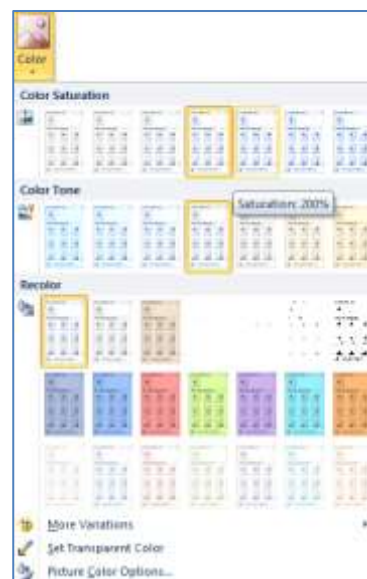 Color
Color Saturation
Color Tone
Saturation: 200%
Recolor
More Variations
Set Transparent Color
Picture Color Options...